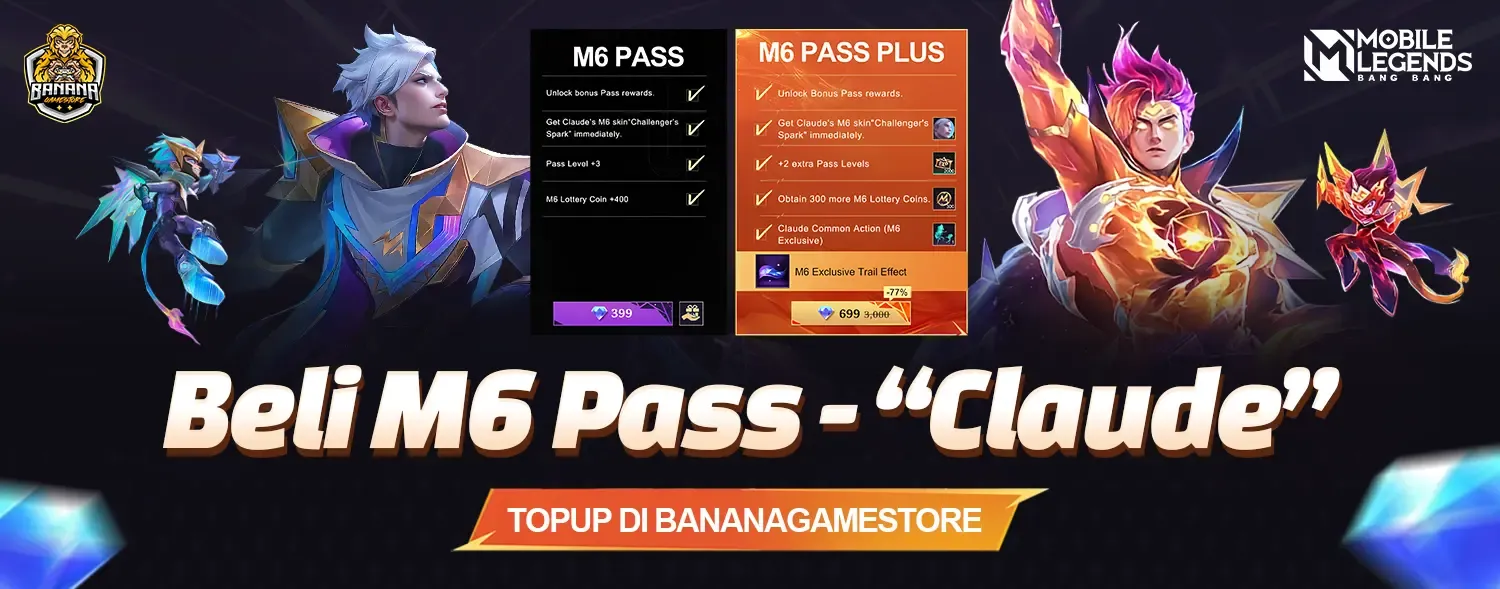 BANANA
GAMESTORE
M6 PASS
Unlock bonus Pass rewards.
Get Claude's M6 skin"Challenger's
Spark" immediately.
Pass Level +3
M6 Lottery Coin +400
399
M6 PASS PLUS
Unlock Bonus Pass rewards.
Get Claude's M6 skin"Challenger's
Spark" immediately.
+2 extra Pass Levels
Obtain 300 more M6 Lottery Coins.
Claude Common Action (M6
Exclusive)
M6 Exclusive Trail Effect
-77%
699 3,000
MOBILE
LEGENDS
BANG BANG
Beli M6 Pass - “Claude”
TOPUP DI BANANAGAMESTORE